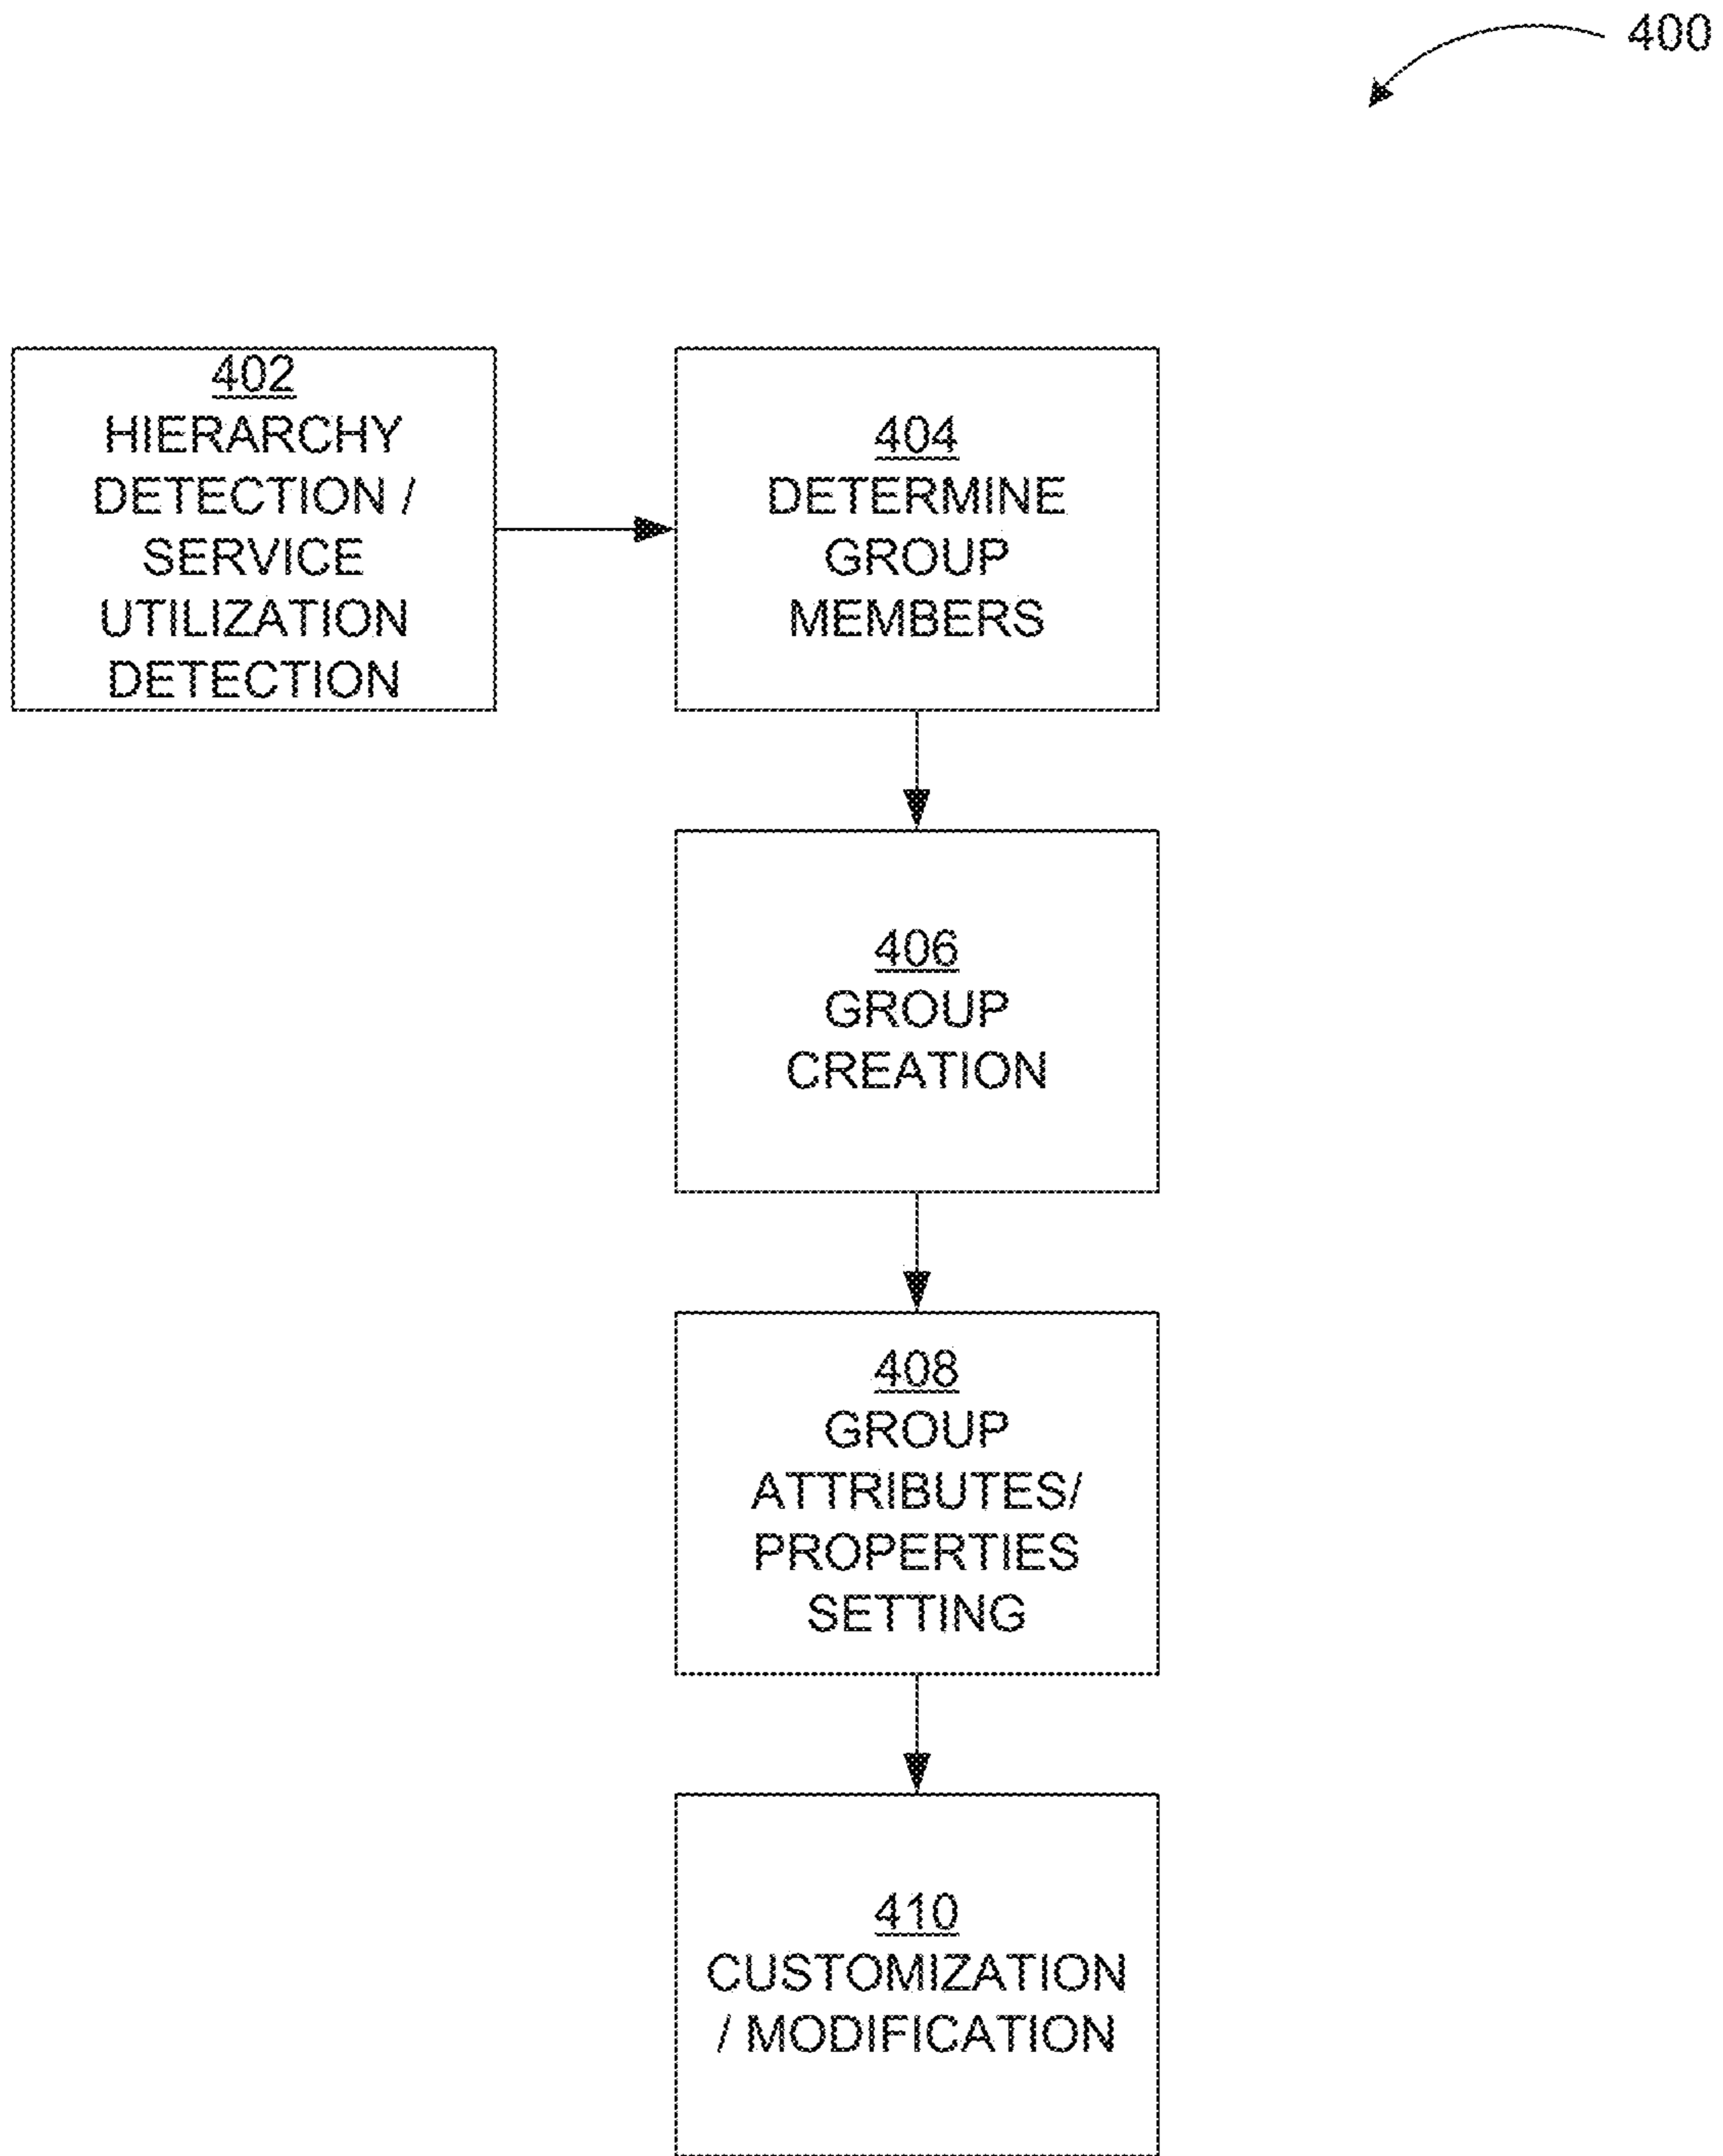 400
402
HIERARCHY
DETECTION /
SERVICE
UTILIZATION
DETECTION
404
DETERMINE
GROUP
MEMBERS
406
GROUP
CREATION
408
GROUP
ATTRIBUTES/
PROPERTIES
SETTING
410
CUSTOMIZATION
/ MODIFICATION